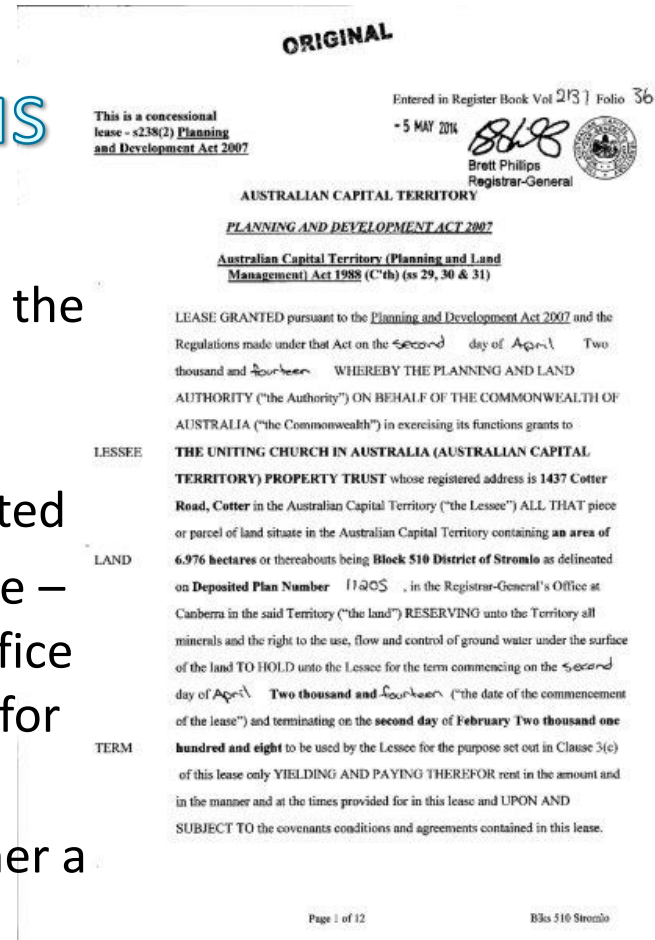 ns
the
ted
e –
fice
for
er a
ORIGINAL
Entered in Register Book Vol 2137 Folio 36
This is a concessional
lease - s238(2) Planning
and Development Act 2007
- 5 MAY 2014
Brett Phillips
Registrar-General
AUSTRALIAN CAPITAL TERRITORY
PLANNING AND DEVELOPMENT ACT 2007
Australian Capital Territory (Planning and Land
Management) Act 1988 (C'th) (ss 29, 30 & 31)
LEASE GRANTED pursuant to the Planning and Development Act 2007 and the
Regulations made under that Act on the second day of April Two
thousand and fourteen WHEREBY THE PLANNING AND LAND
AUTHORITY ("the Authority") ON BEHALF OF THE COMMONWEALTH OF
AUSTRALIA ("the Commonwealth") in exercising its functions grants to
LESSEE THE UNITING CHURCH IN AUSTRALIA (AUSTRALIAN CAPITAL
TERRITORY) PROPERTY TRUST whose registered address is 1437 Cotter
Road, Cotter in the Australian Capital Territory ("the Lessee") ALL THAT piece
or parcel of land situate in the Australian Capital Territory containing an area of
LAND 6.976 hectares or thereabouts being Block 510 District of Stromlo as delineated
on Deposited Plan Number 11205 , in the Registrar-General's Office at
Canberra in the said Territory ("the land") RESERVING unto the Territory all
minerals and the right to the use, flow and control of ground water under the surface
of the land TO HOLD unto the Lessee for the term commencing on the second
day of April Two thousand and fourteen ("the date of the commencement
of the lease") and terminating on the second day of February Two thousand one
TERM hundred and eight to be used by the Lessee for the purpose set out in Clause 3(c)
of this lease only YIELDING AND PAYING THEREFOR rent in the amount and
in the manner and at the times provided for in this lease and UPON AND
SUBJECT TO the covenants conditions and agreements contained in this lease.
Page 1 of 12 Blks 510 Stromlo